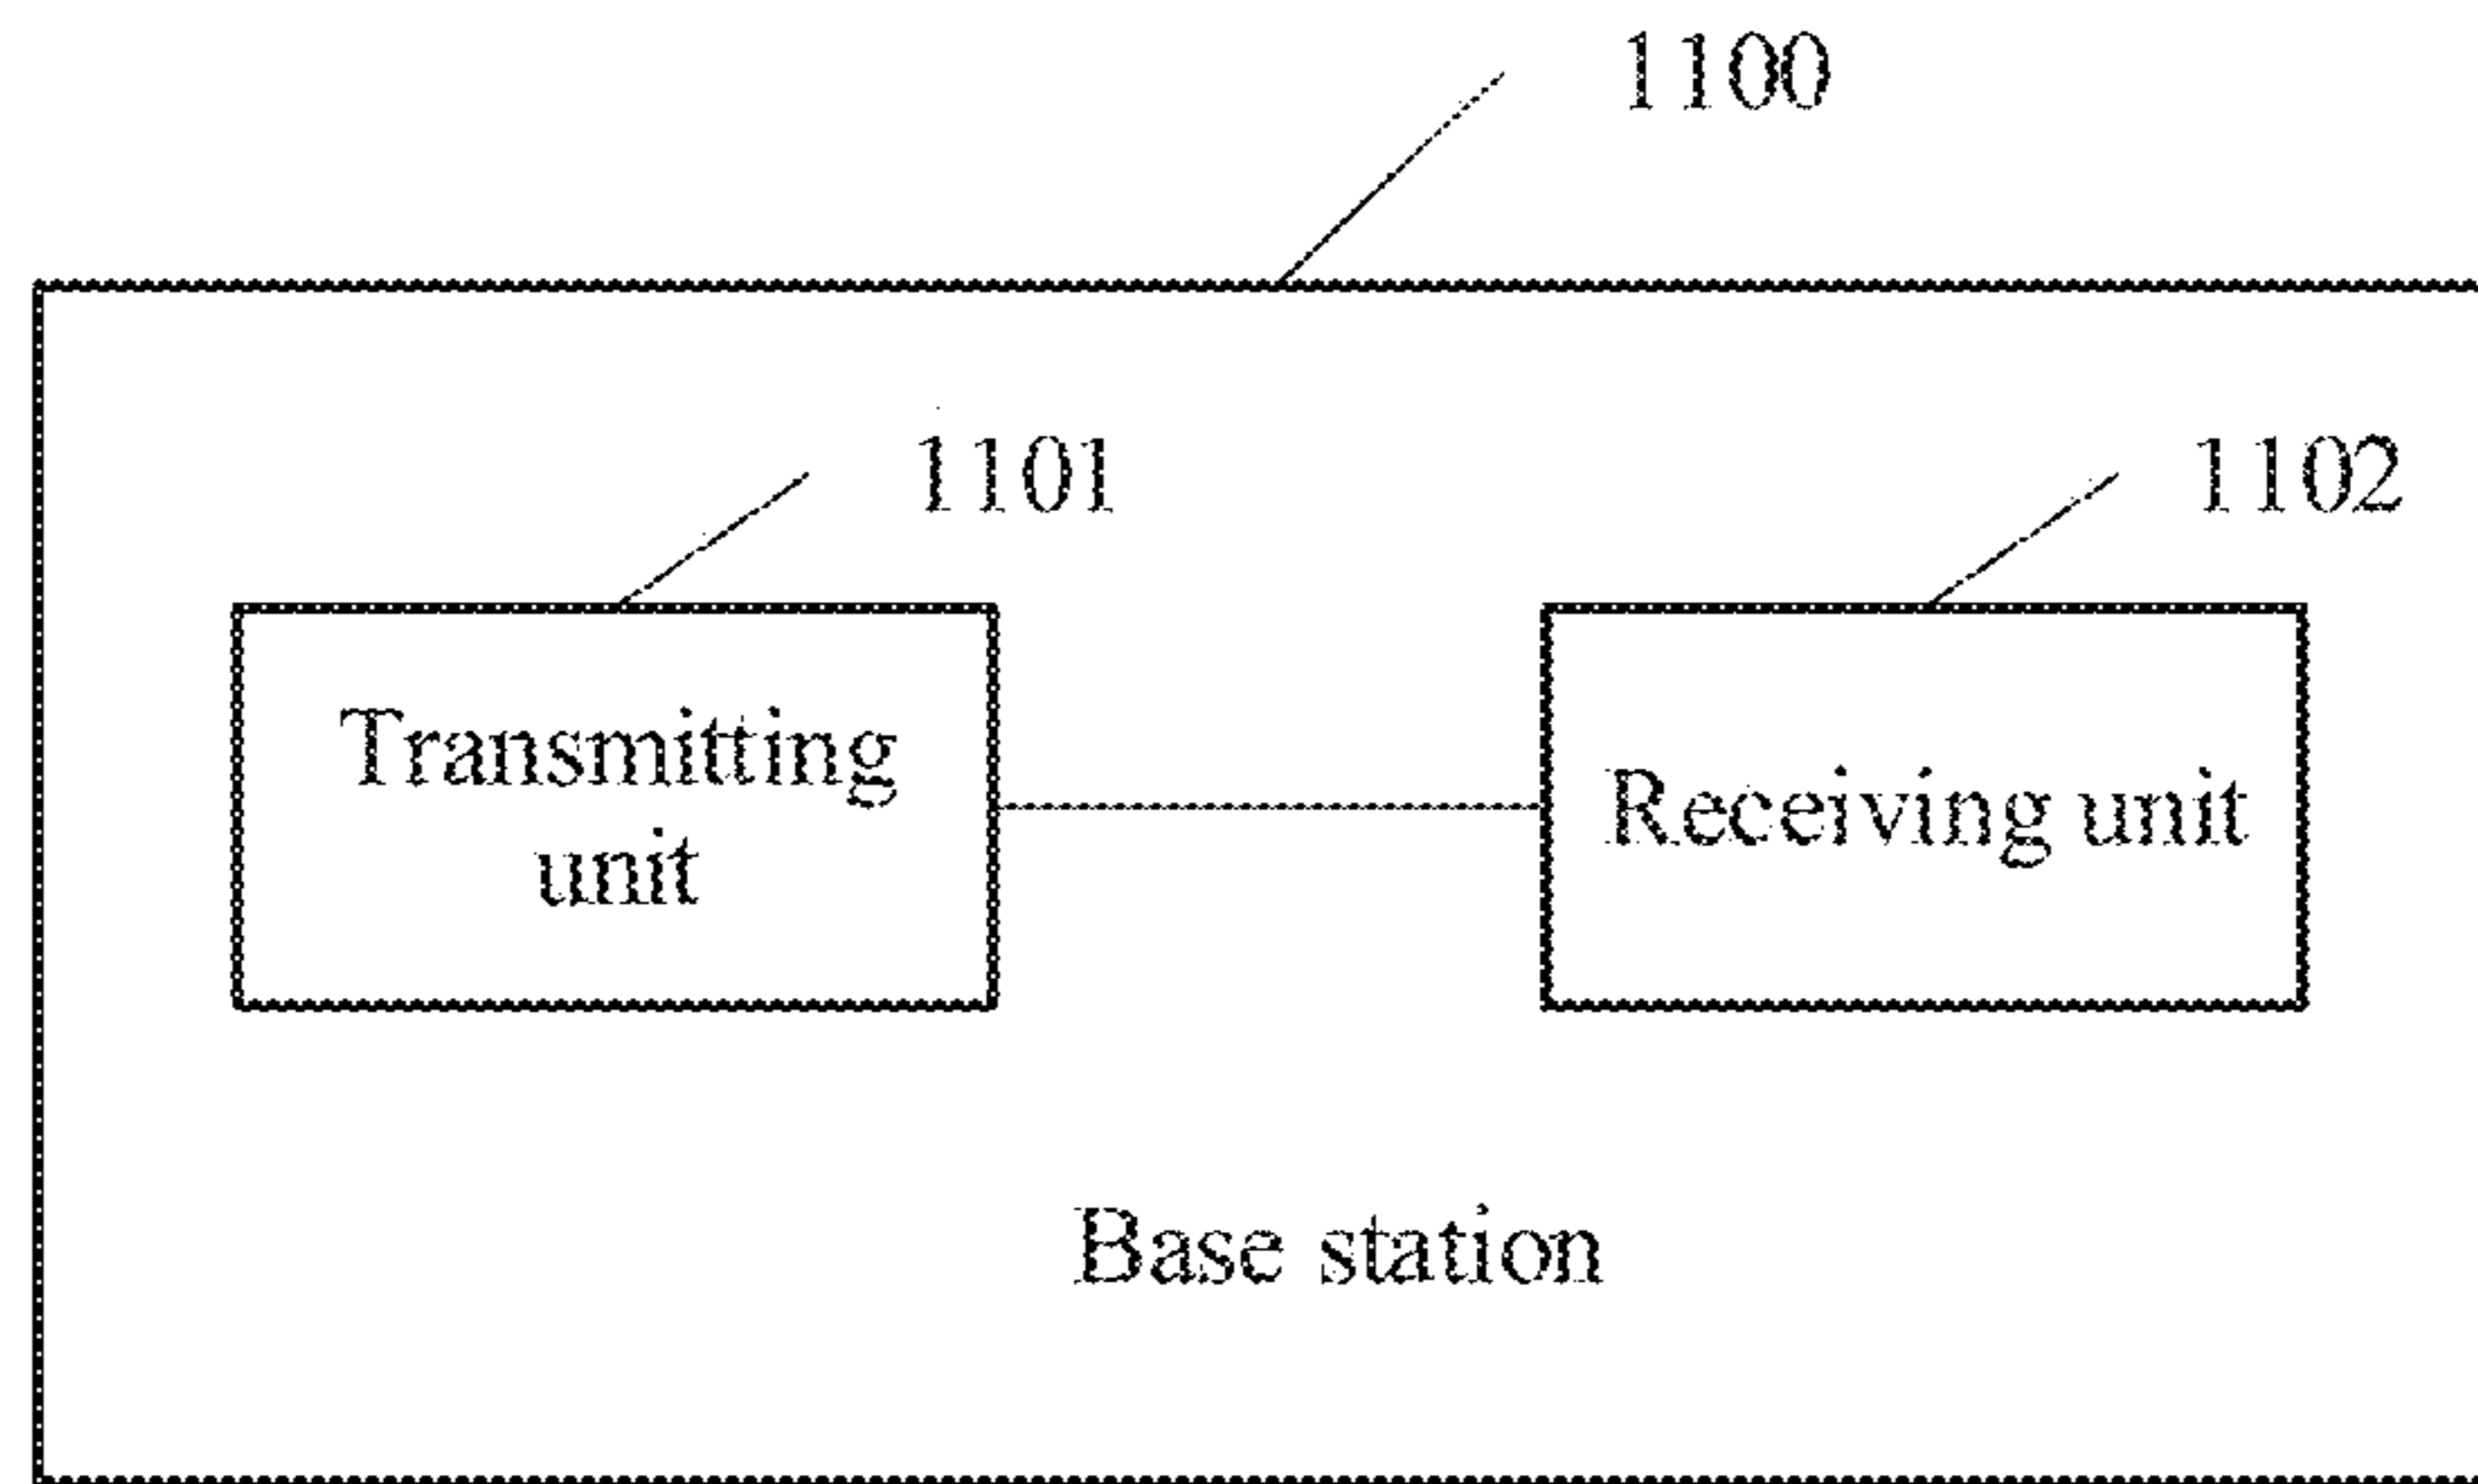 1100
1101
1102
Transmitting
unit
Receiving unit
Base station